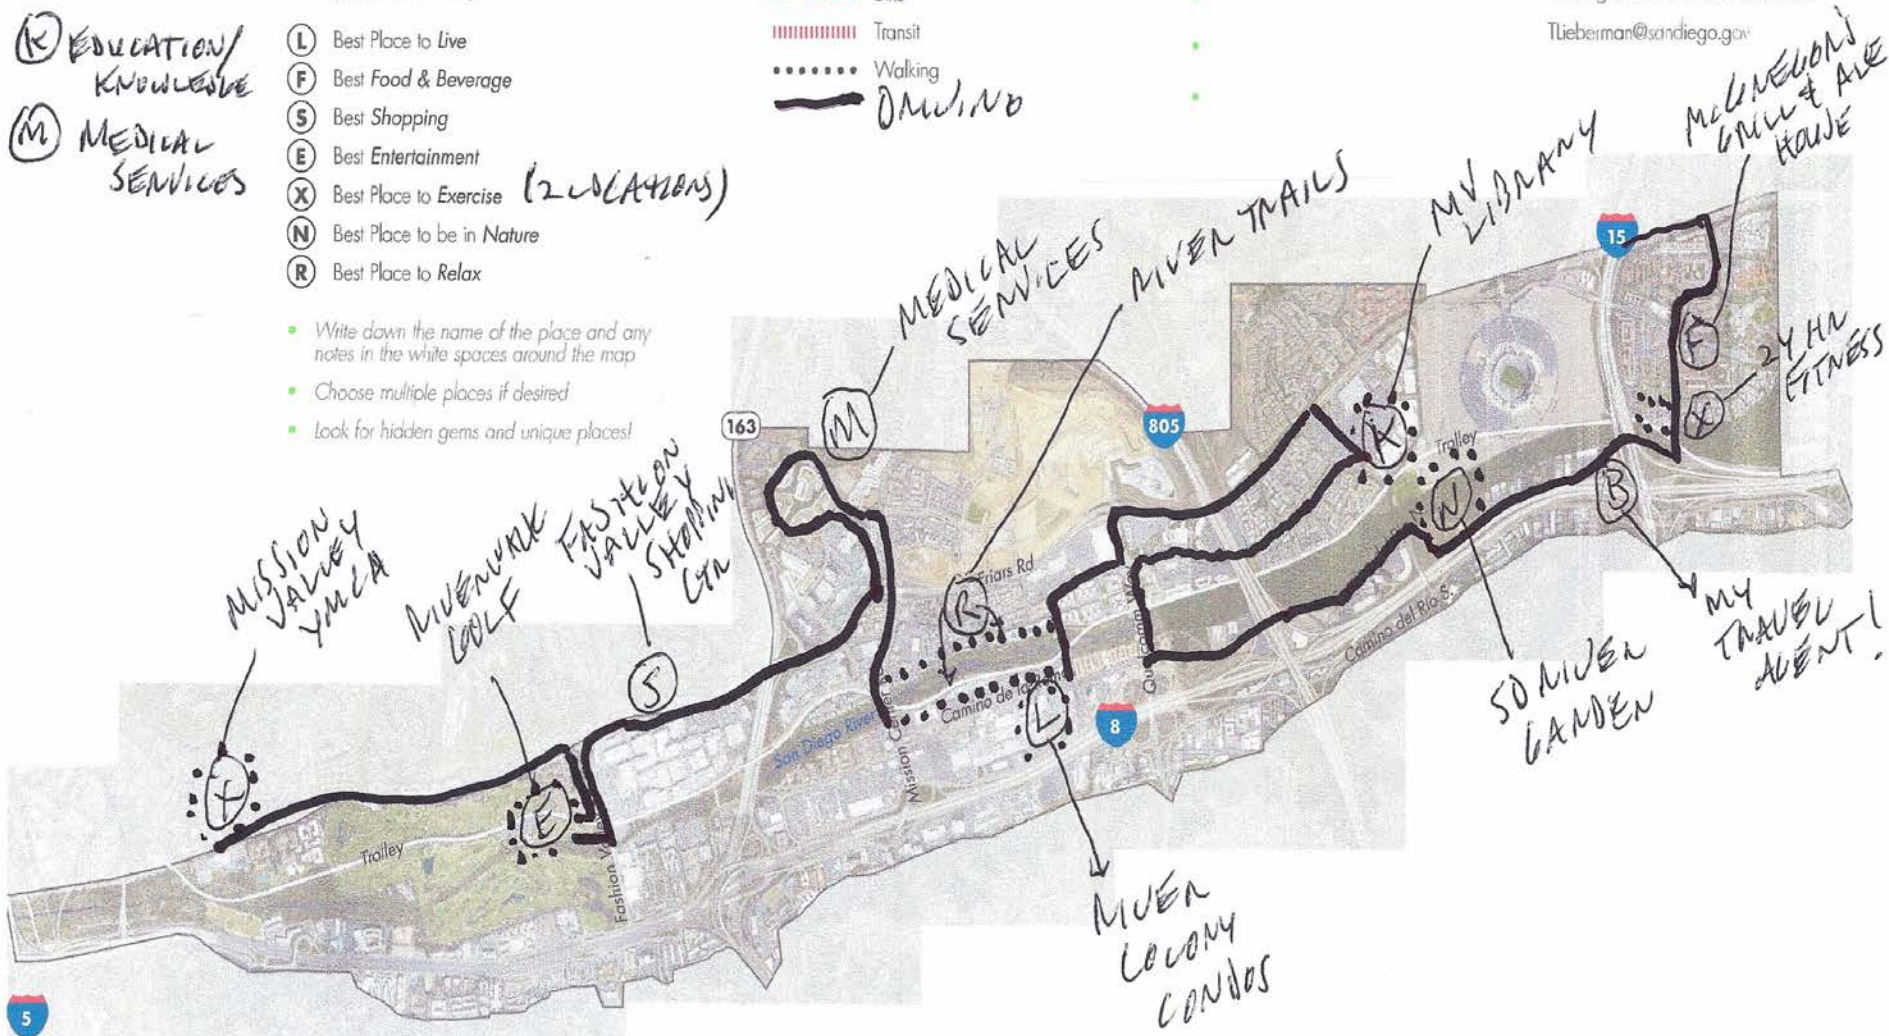 K EDUCATION/
KNOWLEDGE
M MEDICAL
SERVICES
L Best Place to Live
F Best Food & Beverage
S Best Shopping
E Best Entertainment
X Best Place to Exercise (2 LOCATIONS)
N Best Place to be in Nature
R Best Place to Relax
Write down the name of the place and any
notes in the white spaces around the map
Choose multiple places if desired
Look for hidden gems and unique places!
Transit
Walking
DRIVING
TLieberman@sandiego.gov
McGREGORS
GRILL & ALE
HOUSE
24 HR
FITNESS
MV
LIBRARY
RIVER TRAILS
MEDICAL
SERVICES
FASHION
VALLEY
SHOPPING
CTR
RIVERWALK
GOLF
MISSION
VALLEY
YMCA
163
805
15
8
5
M
K
F
X
N
B
R
S
L
E
X
Trolley
Friars Rd
Qualcomm Way
Camino del Rio S.
Camino de la Reina
San Diego River
Mission Center
Trolley
Fashion V
MY
TRAVEL
AGENT!
SD RIVER
GARDEN
RIVER
COLONY
CONDOS